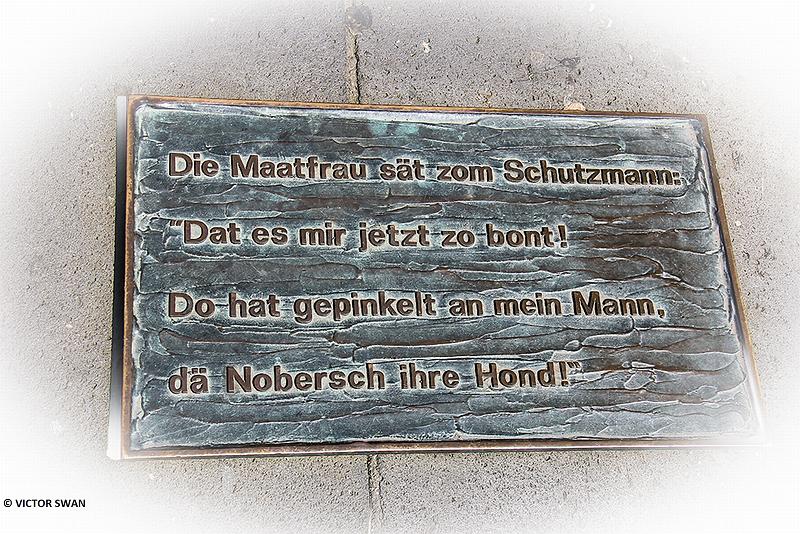 Die Maatfrau sät zom Schutzmann:
"Dat es mir jetzt zo bont!
Do hat gepinkelt an mein Mann,
dä Nobersch ihre Hond!"
© VICTOR SWAN